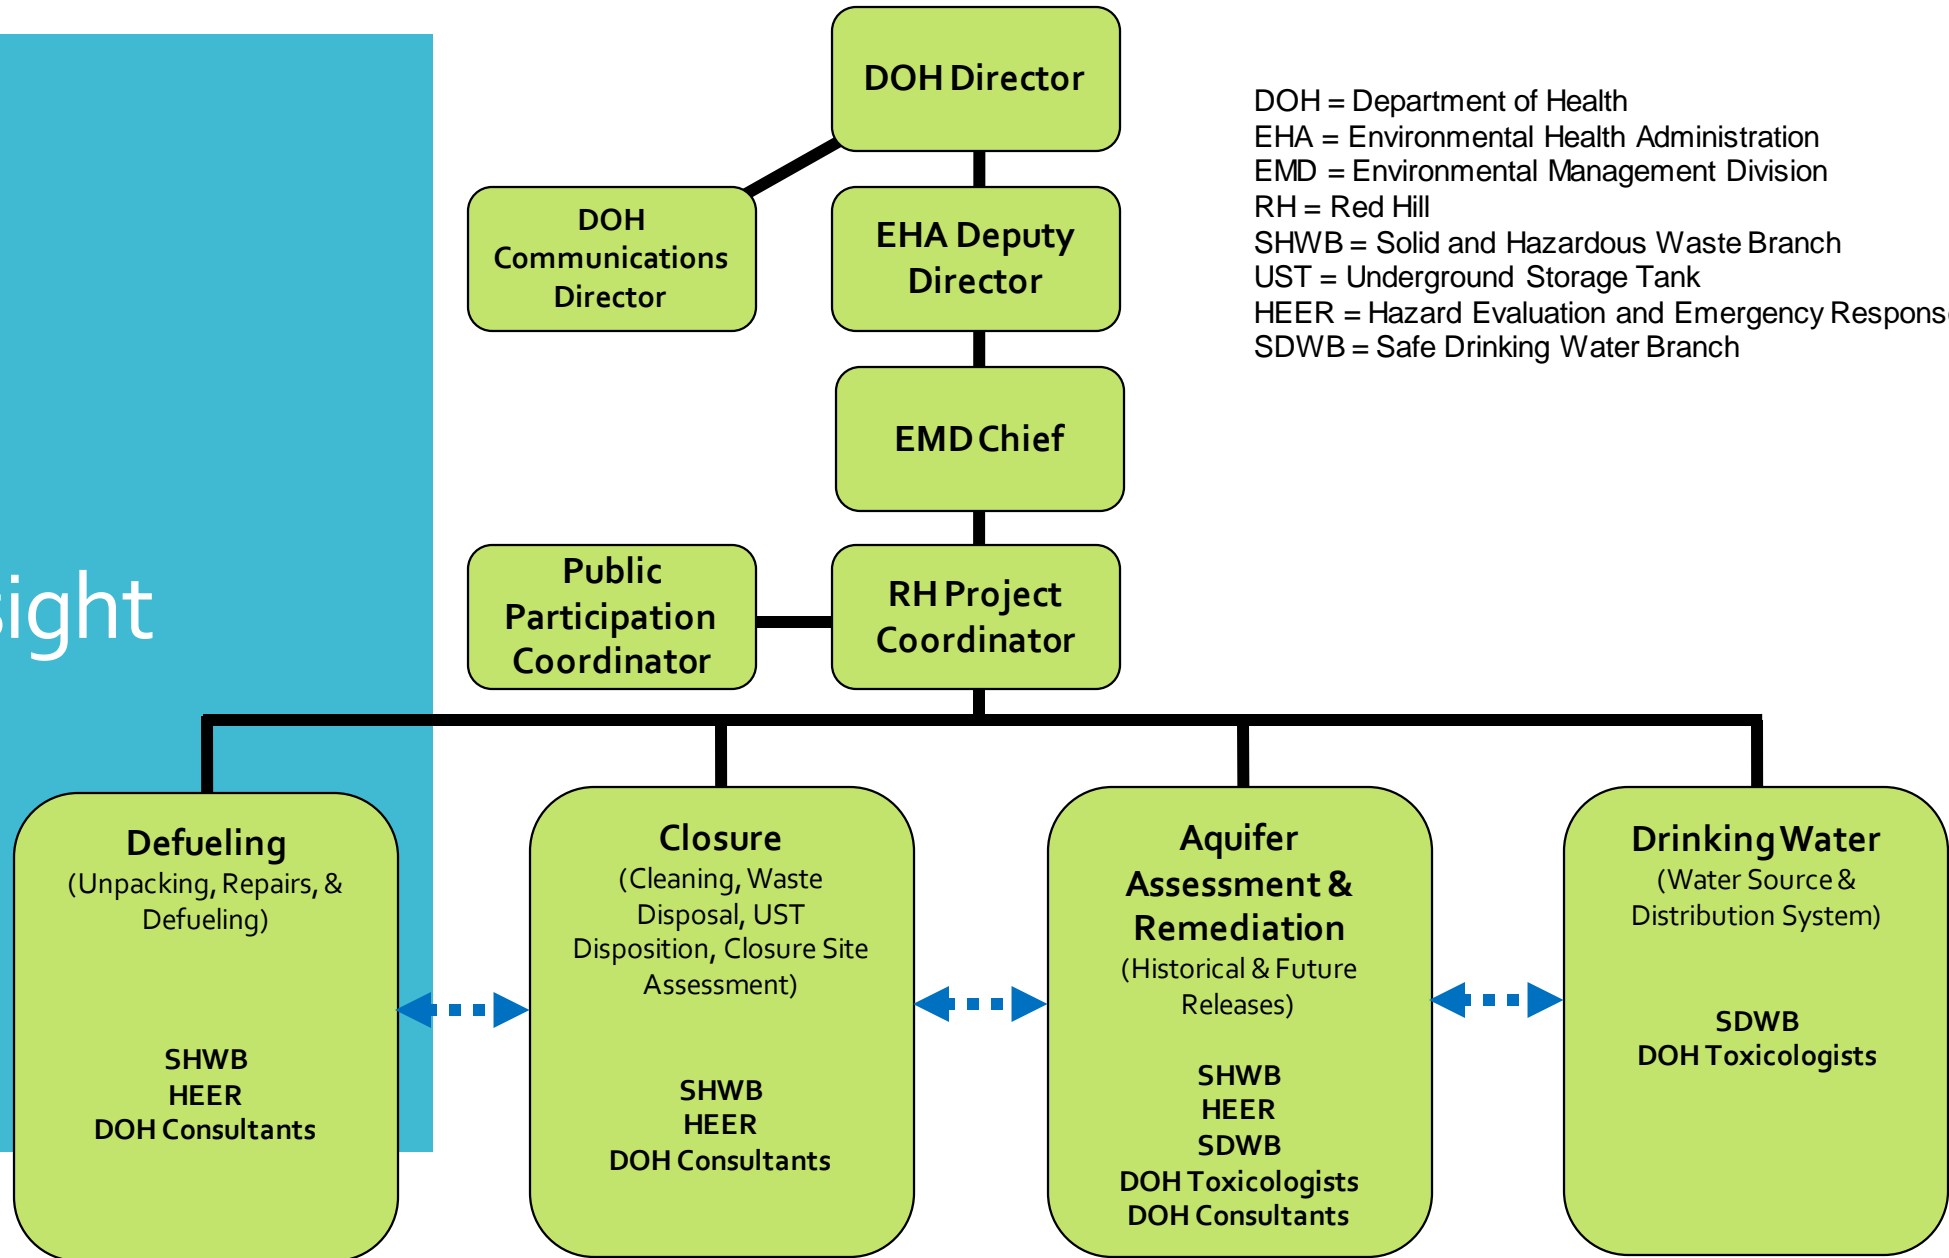 DOH Director
DOH = Department of Health
EHA = Environmental Health Administration
EMD = Environmental Management Division
RH = Red Hill
SHWB = Solid and Hazardous Waste Branch
UST = Underground Storage Tank
HEER = Hazard Evaluation and Emergency Respons
SDWB = Safe Drinking Water Branch
DOH
Communications
Director
EHA Deputy
Director
EMD Chief
sight
Public
Participation
Coordinator
RH Project
Coordinator
Defueling
(Unpacking, Repairs, &
Defueling)
SHWB
HEER
DOH Consultants
Closure
(Cleaning, Waste
Disposal, UST
Disposition, Closure Site
Assessment)
SHWB
HEER
DOH Consultants
Aquifer
Assessment &
Remediation
(Historical & Future
Releases)
SHWB
HEER
SDWB
DOH Toxicologists
DOH Consultants
Drinking Water
(Water Source &
Distribution System)
SDWB
DOH Toxicologists